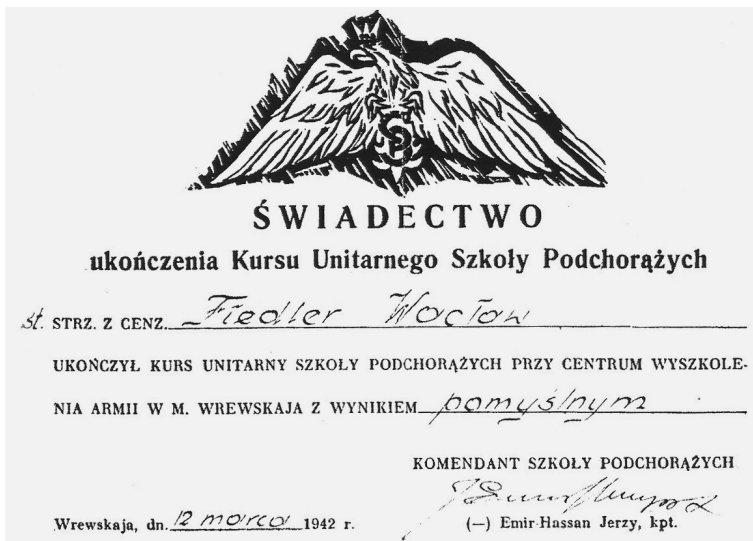 SP
ŚWIADECTWO
ukończenia Kursu Unitarnego Szkoły Podchorążych
st. STRZ. Z CENZ. Fiedler Wacław
UKOŃCZYŁ KURS UNITARNY SZKOŁY PODCHORĄŻYCH PRZY CENTRUM WYSZKOLE-
NIA ARMII W M. WREWSKAJA Z WYNIKIEM pomyślnym
KOMENDANT SZKOŁY PODCHORĄŻYCH
Wrewskaja, dn. 12 marca 1942 r.
(—) Emir-Hassan Jerzy, kpt.